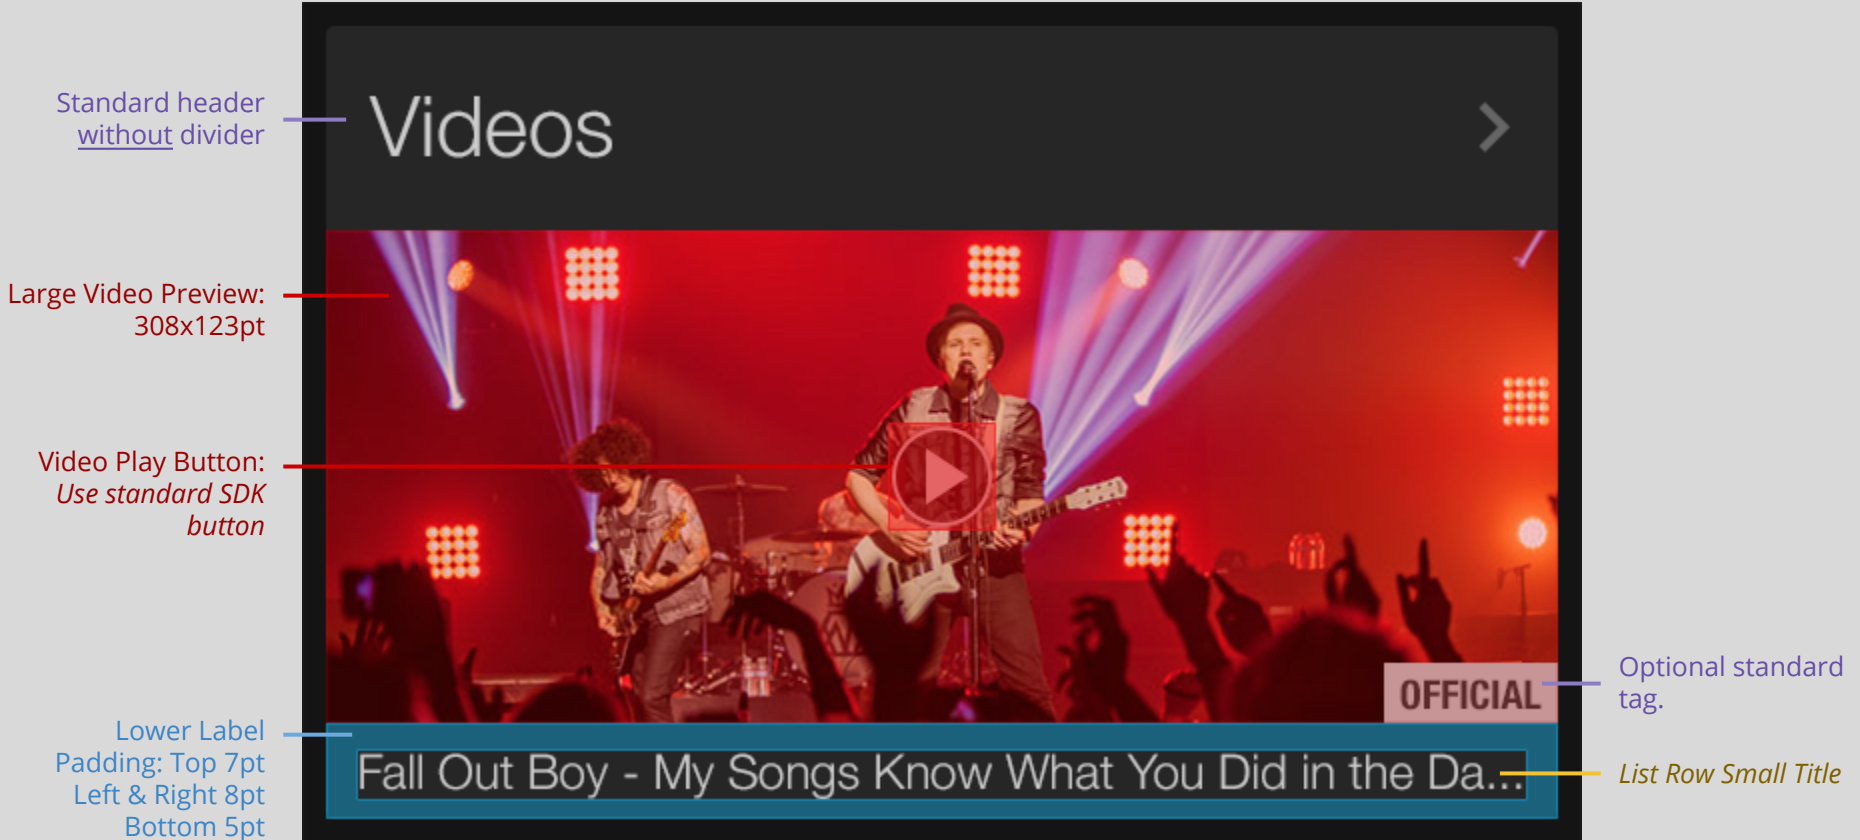 Standard header
without divider
Videos
Large Video Preview:
308x123pt
Video Play Button:
Use standard SDK
button
OFFICIAL
Optional standard
tag.
Lower Label
Padding: Top 7pt
Left & Right 8pt
Bottom 5pt
Fall Out Boy - My Songs Know What You Did in the Da...
List Row Small Title